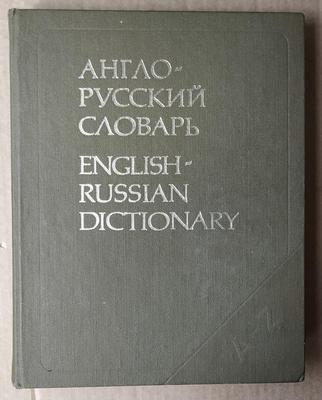 АНГЛО-
РУССКИЙ
СЛОВАРЬ
ENGLISH-
RUSSIAN
DICTIONARY
A-Z